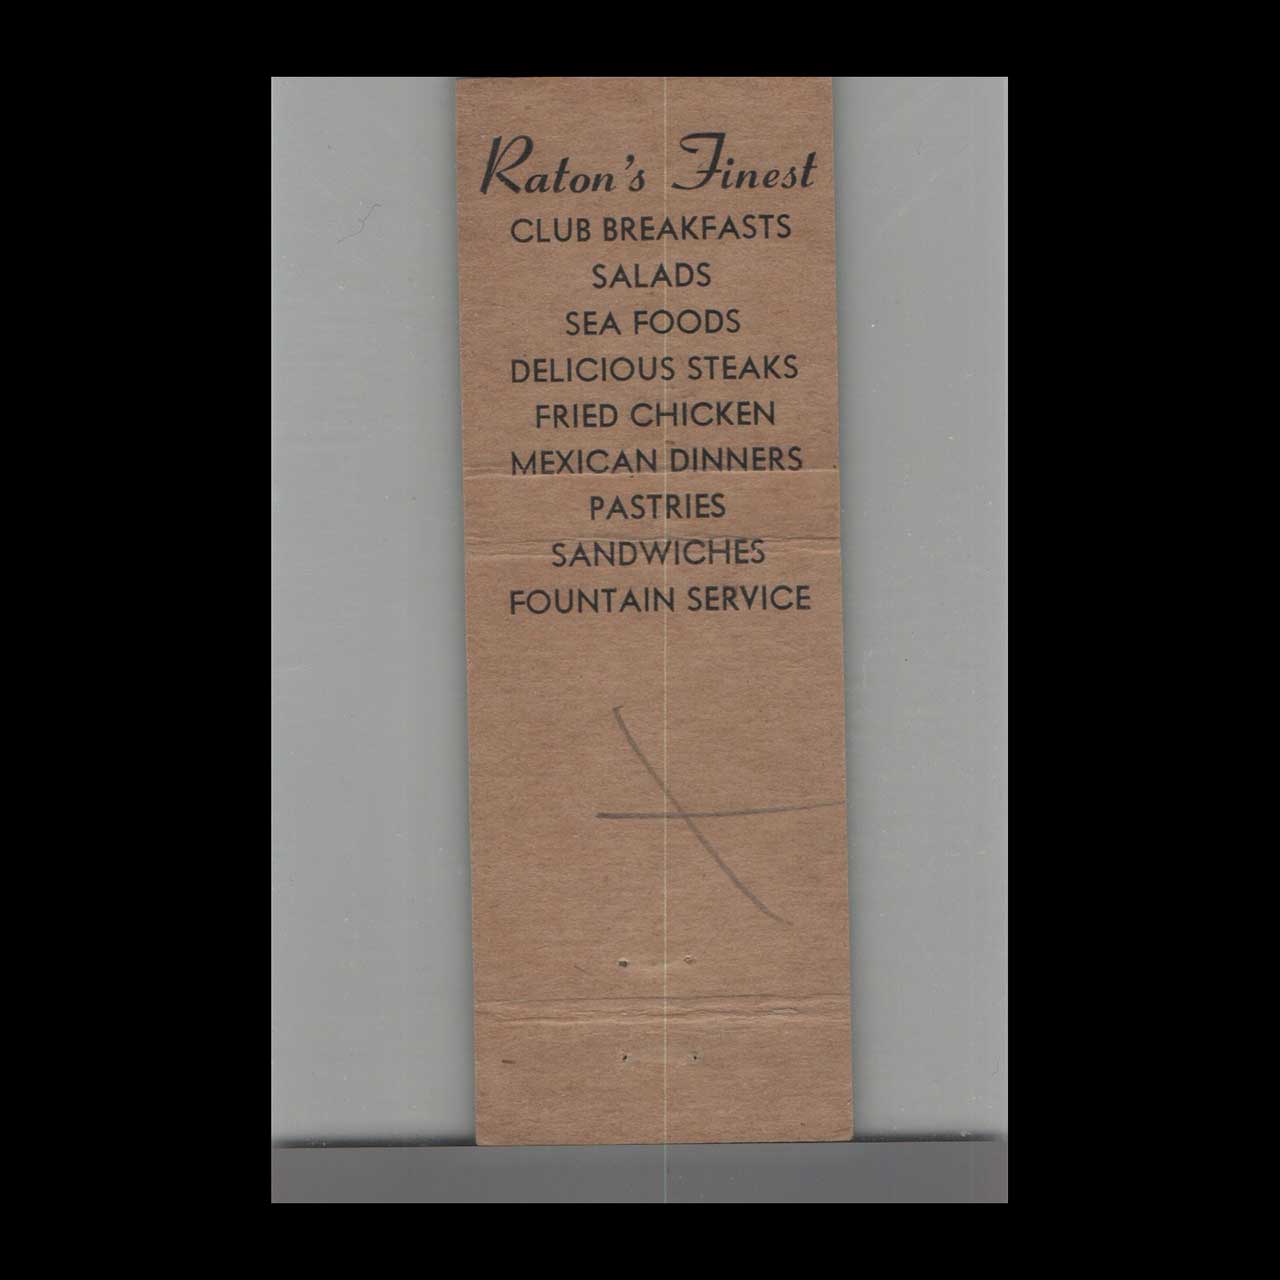 Raton's Finest
CLUB BREAKFASTS
SALADS
SEA FOODS
DELICIOUS STEAKS
FRIED CHICKEN
MEXICAN DINNERS
PASTRIES
SANDWICHES
FOUNTAIN SERVICE